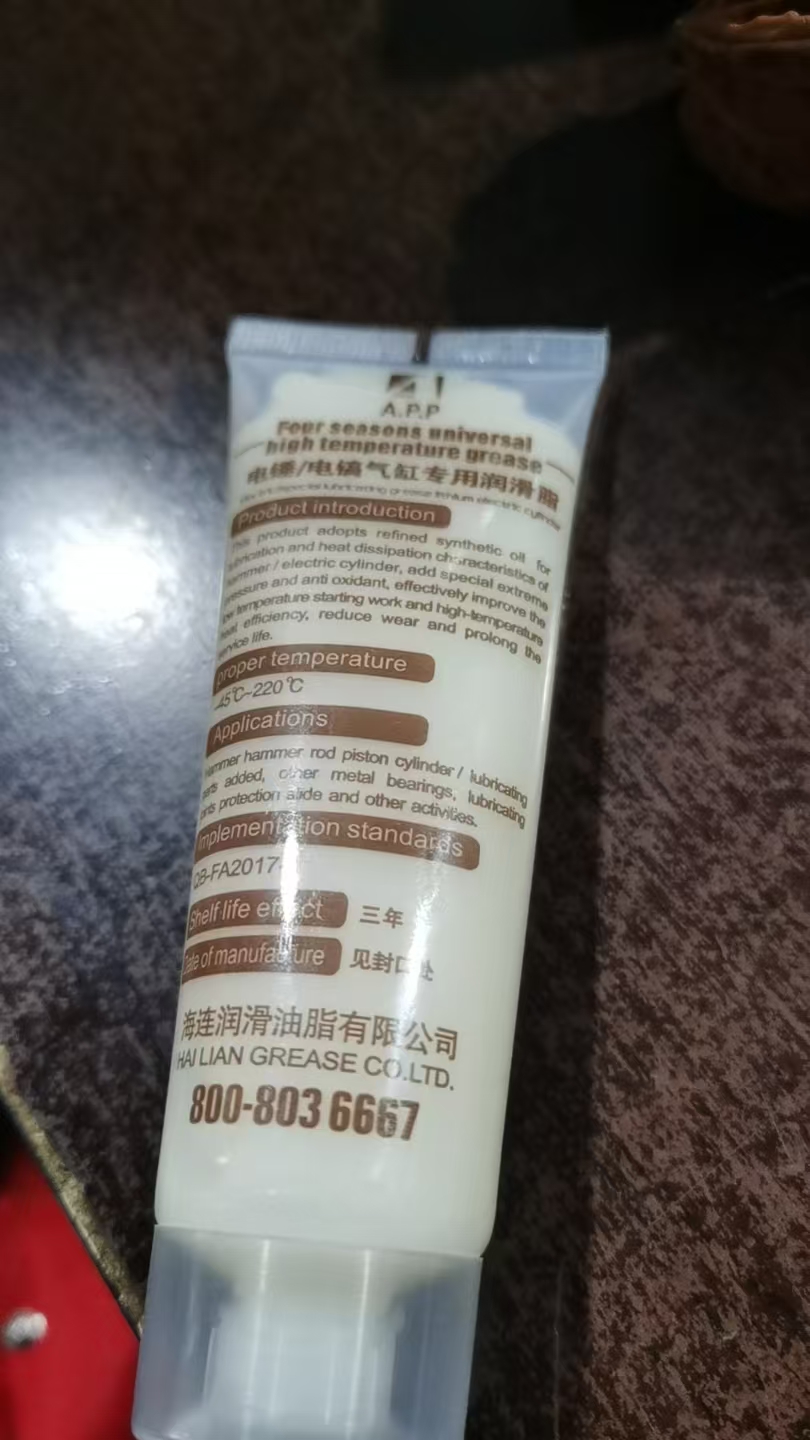 A.P.P
Four seasons universal
high temperature grease
电锤/电镐气缸专用润滑脂
Product introduction
This product adopts refined synthetic oil for
lubrication and heat dissipation characteristics of
hammer / electric cylinder, add special extreme
pressure and anti oxidant, effectively improve the
low temperature starting work and high-temperature
efficiency, reduce wear and prolong the
service life.
proper temperature
-45℃~220℃
Applications
hammer hammer rod piston cylinder / lubricating
parts added, other metal bearings, lubricating
protection slide and other activities.
Implementation standards
QB-FA2017
Shelf life effect 三年
Date of manufacture 见封口处
海连润滑油脂有限公司
HAI LIAN GREASE CO.LTD.
800-803 6667